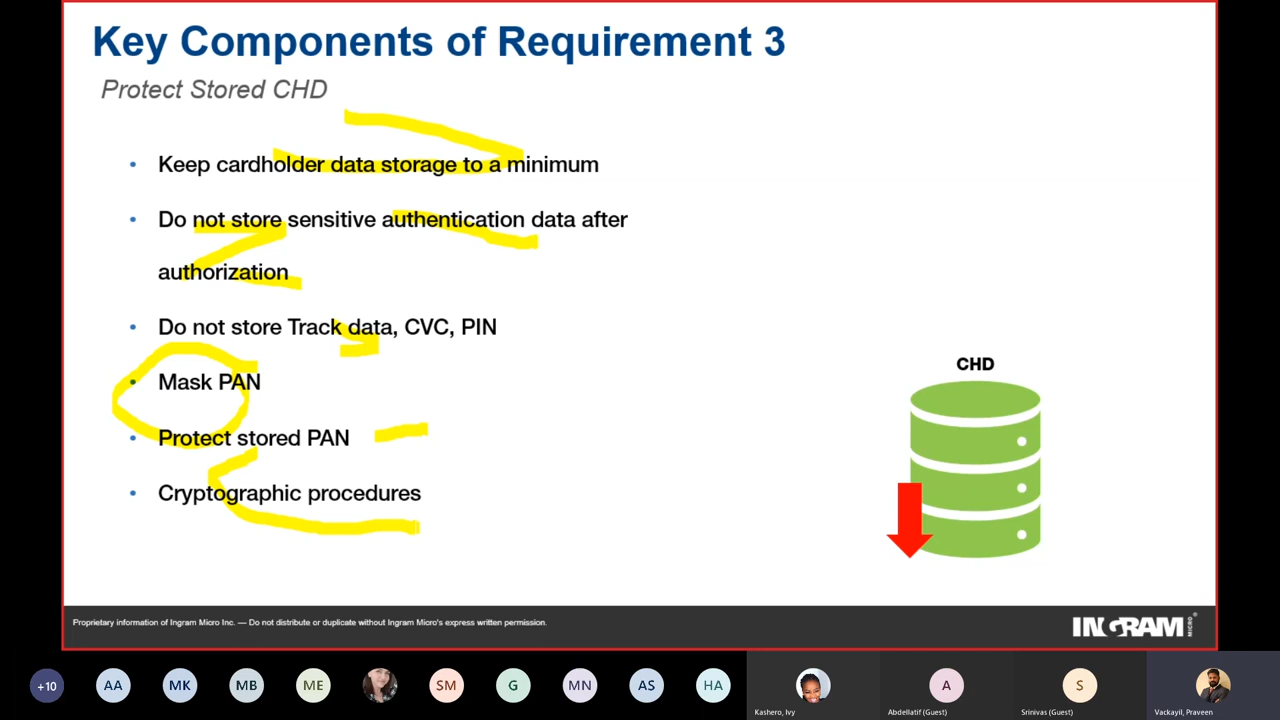 Key Components of Requirement 3
Protect Stored CHD
• Keep cardholder data storage to a minimum
• Do not store sensitive authentication data after
authorization
• Do not store Track data, CVC, PIN
• Mask PAN
• Protect stored PAN
• Cryptographic procedures
CHD
Proprietary information of Ingram Micro Inc. — Do not distribute or duplicate without Ingram Micro's express written permission.
INGRAM MICRO®
+10 AA MK MB ME SM G MN AS HA A S
Kashero, Ivy Abdellatif (Guest) Srinivas (Guest) Vackayil, Praveen